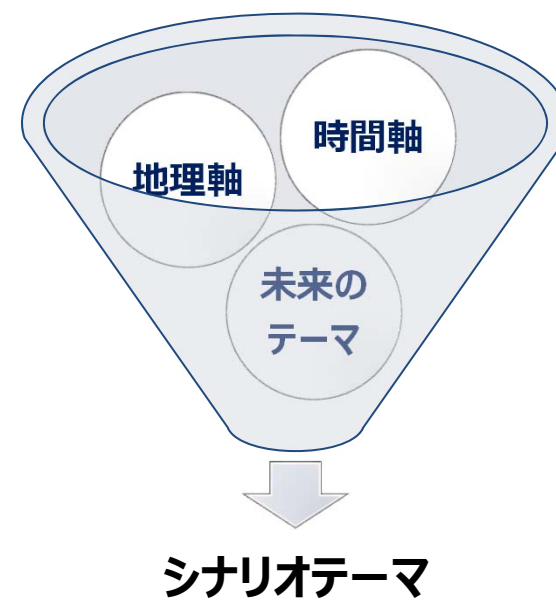 時間軸
地理軸
未来の
テーマ
シナリオテーマ